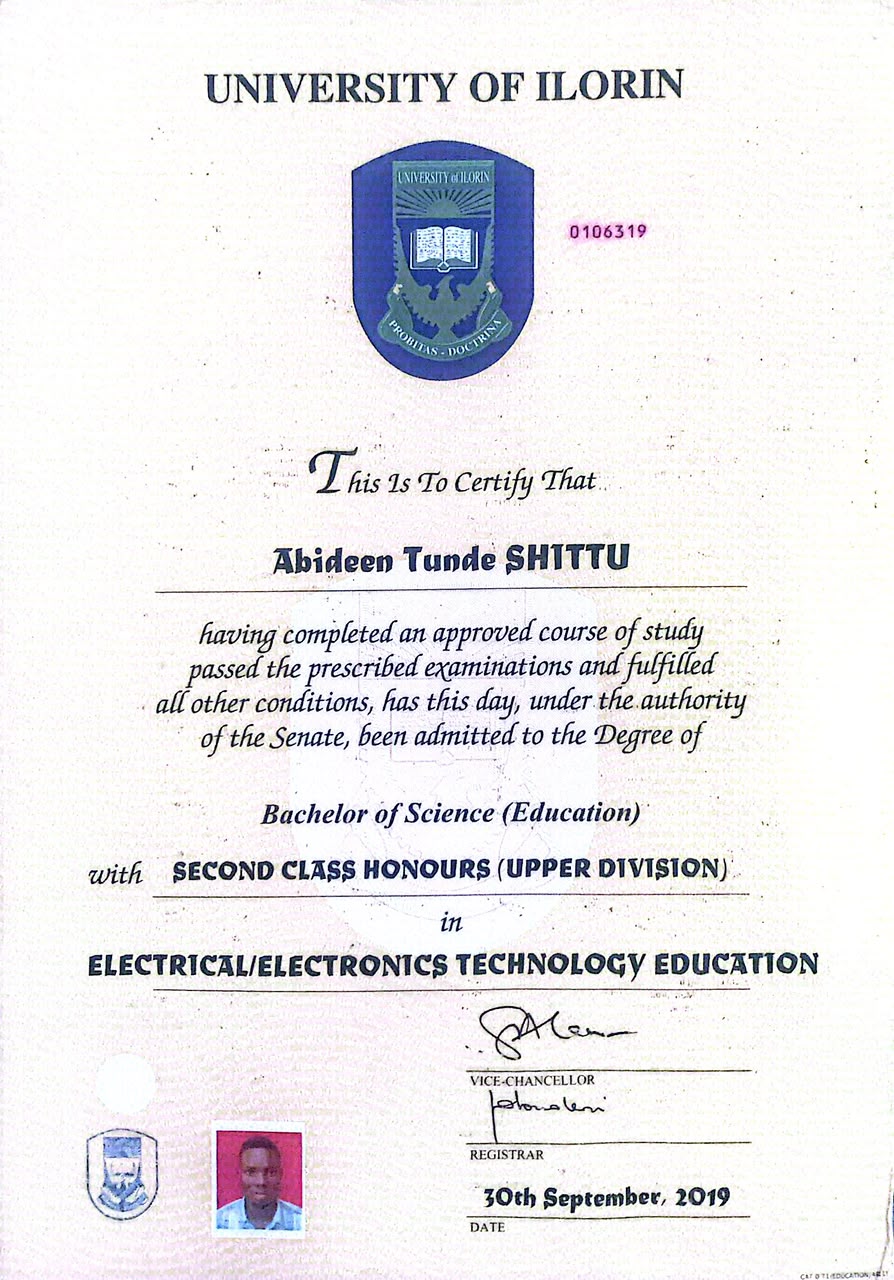 UNIVERSITY OF ILORIN
UNIVERSITY of ILORIN
0106319
PROBITAS - DOCTRINA
This Is To Certify That
Abideen Tunde SHITTU
having completed an approved course of study
passed the prescribed examinations and fulfilled
all other conditions, has this day, under the authority
of the Senate, been admitted to the Degree of
Bachelor of Science (Education)
with SECOND CLASS HONOURS (UPPER DIVISION)
in
ELECTRICAL/ELECTRONICS TECHNOLOGY EDUCATION
VICE-CHANCELLOR
REGISTRAR
30th September, 2019
DATE